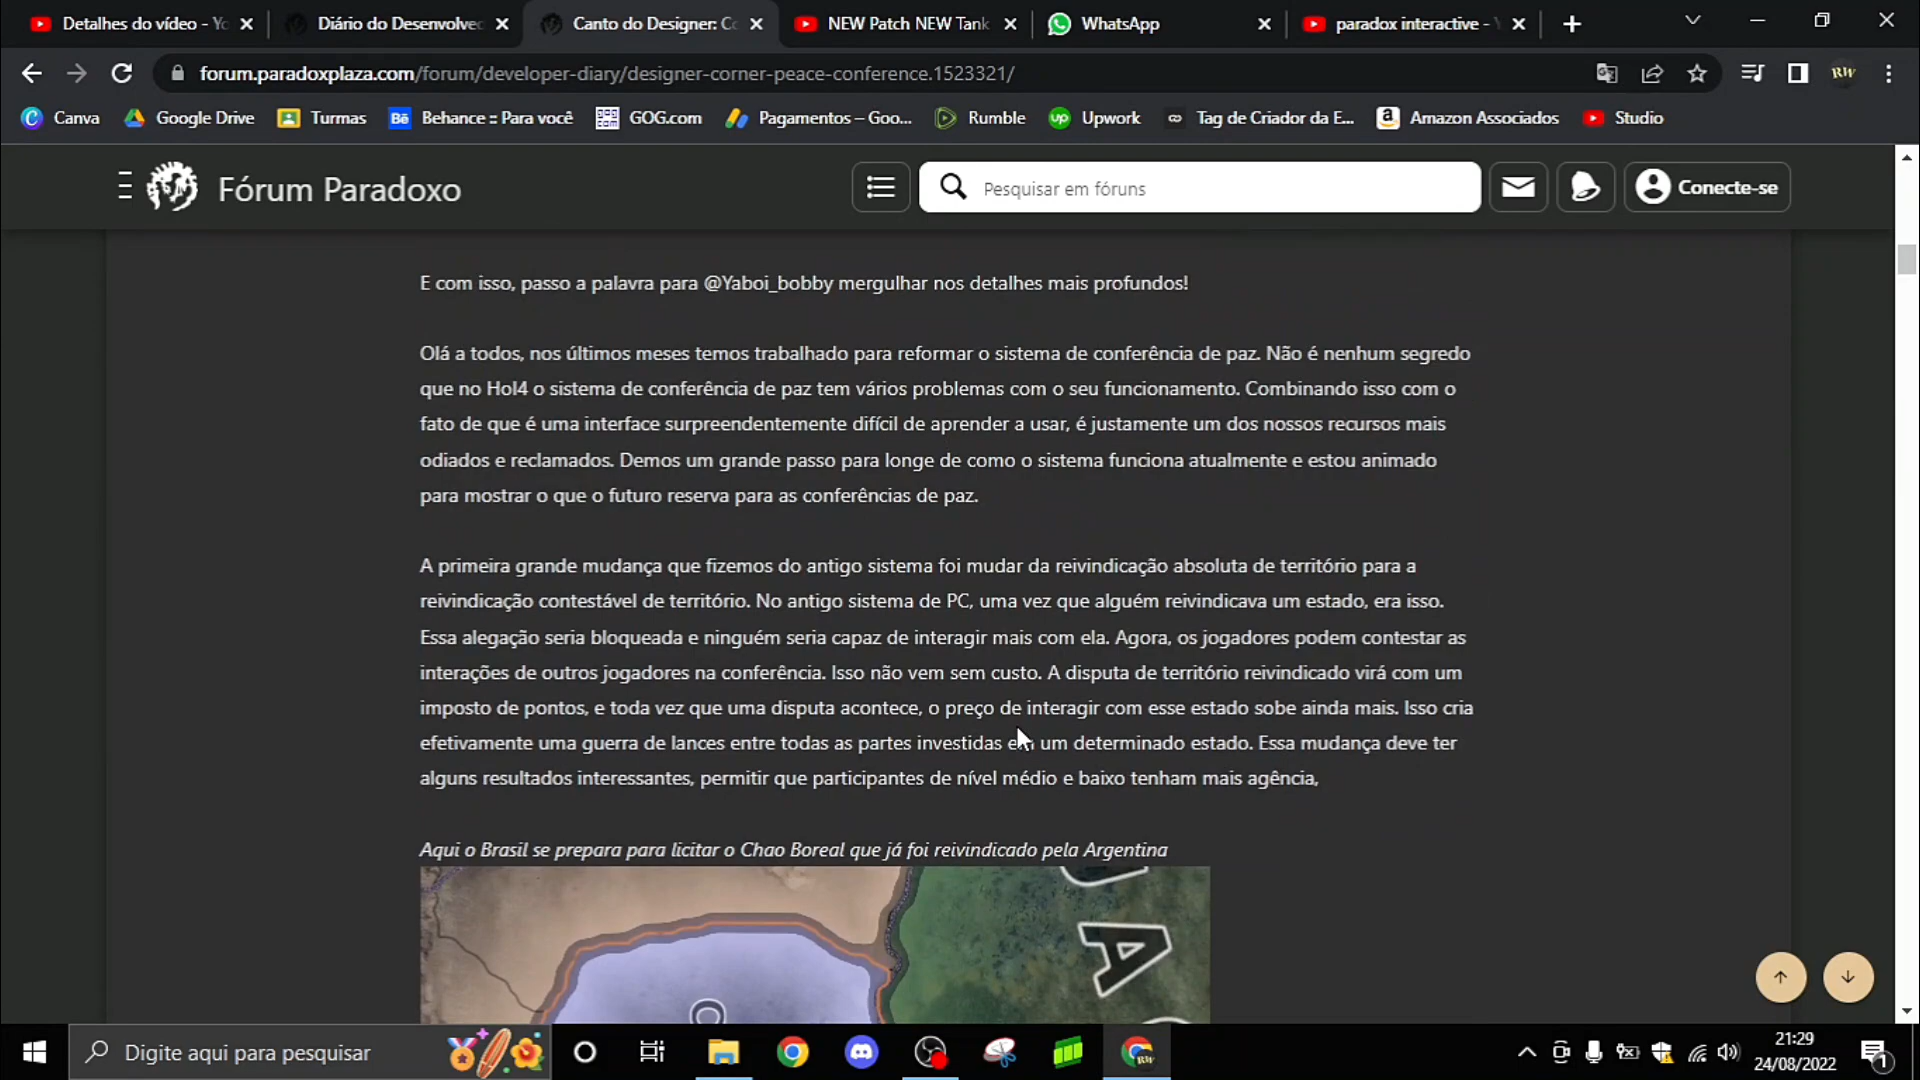 Detalhes do vídeo - Yo
Diário do Desenvolvec
Canto do Designer: Co
NEW Patch NEW Tank
WhatsApp
paradox interactive - Y
forum.paradoxplaza.com/forum/developer-diary/designer-corner-peace-conference.1523321/
RW
Canva
Google Drive
Turmas
Bē
Behance :: Para você
GOG.com
Pagamentos – Goo...
Rumble
up
Upwork
Tag de Criador da E...
a
Amazon Associados
Studio
Fórum Paradoxo
Pesquisar em fóruns
Conecte-se
E com isso, passo a palavra para @Yaboi_bobby mergulhar nos detalhes mais profundos!
Olá a todos, nos últimos meses temos trabalhado para reformar o sistema de conferência de paz. Não é nenhum segredo
que no HoI4 o sistema de conferência de paz tem vários problemas com o seu funcionamento. Combinando isso com o
fato de que é uma interface surpreendentemente difícil de aprender a usar, é justamente um dos nossos recursos mais
odiados e reclamados. Demos um grande passo para longe de como o sistema funciona atualmente e estou animado
para mostrar o que o futuro reserva para as conferências de paz.
A primeira grande mudança que fizemos do antigo sistema foi mudar da reivindicação absoluta de território para a
reivindicação contestável de território. No antigo sistema de PC, uma vez que alguém reivindicava um estado, era isso.
Essa alegação seria bloqueada e ninguém seria capaz de interagir mais com ela. Agora, os jogadores podem contestar as
interações de outros jogadores na conferência. Isso não vem sem custo. A disputa de território reivindicado virá com um
imposto de pontos, e toda vez que uma disputa acontece, o preço de interagir com esse estado sobe ainda mais. Isso cria
efetivamente uma guerra de lances entre todas as partes investidas em um determinado estado. Essa mudança deve ter
alguns resultados interessantes, permitir que participantes de nível médio e baixo tenham mais agência,
Aqui o Brasil se prepara para licitar o Chao Boreal que já foi reivindicado pela Argentina
A
Digite aqui para pesquisar
RW
21:29
24/08/2022
1